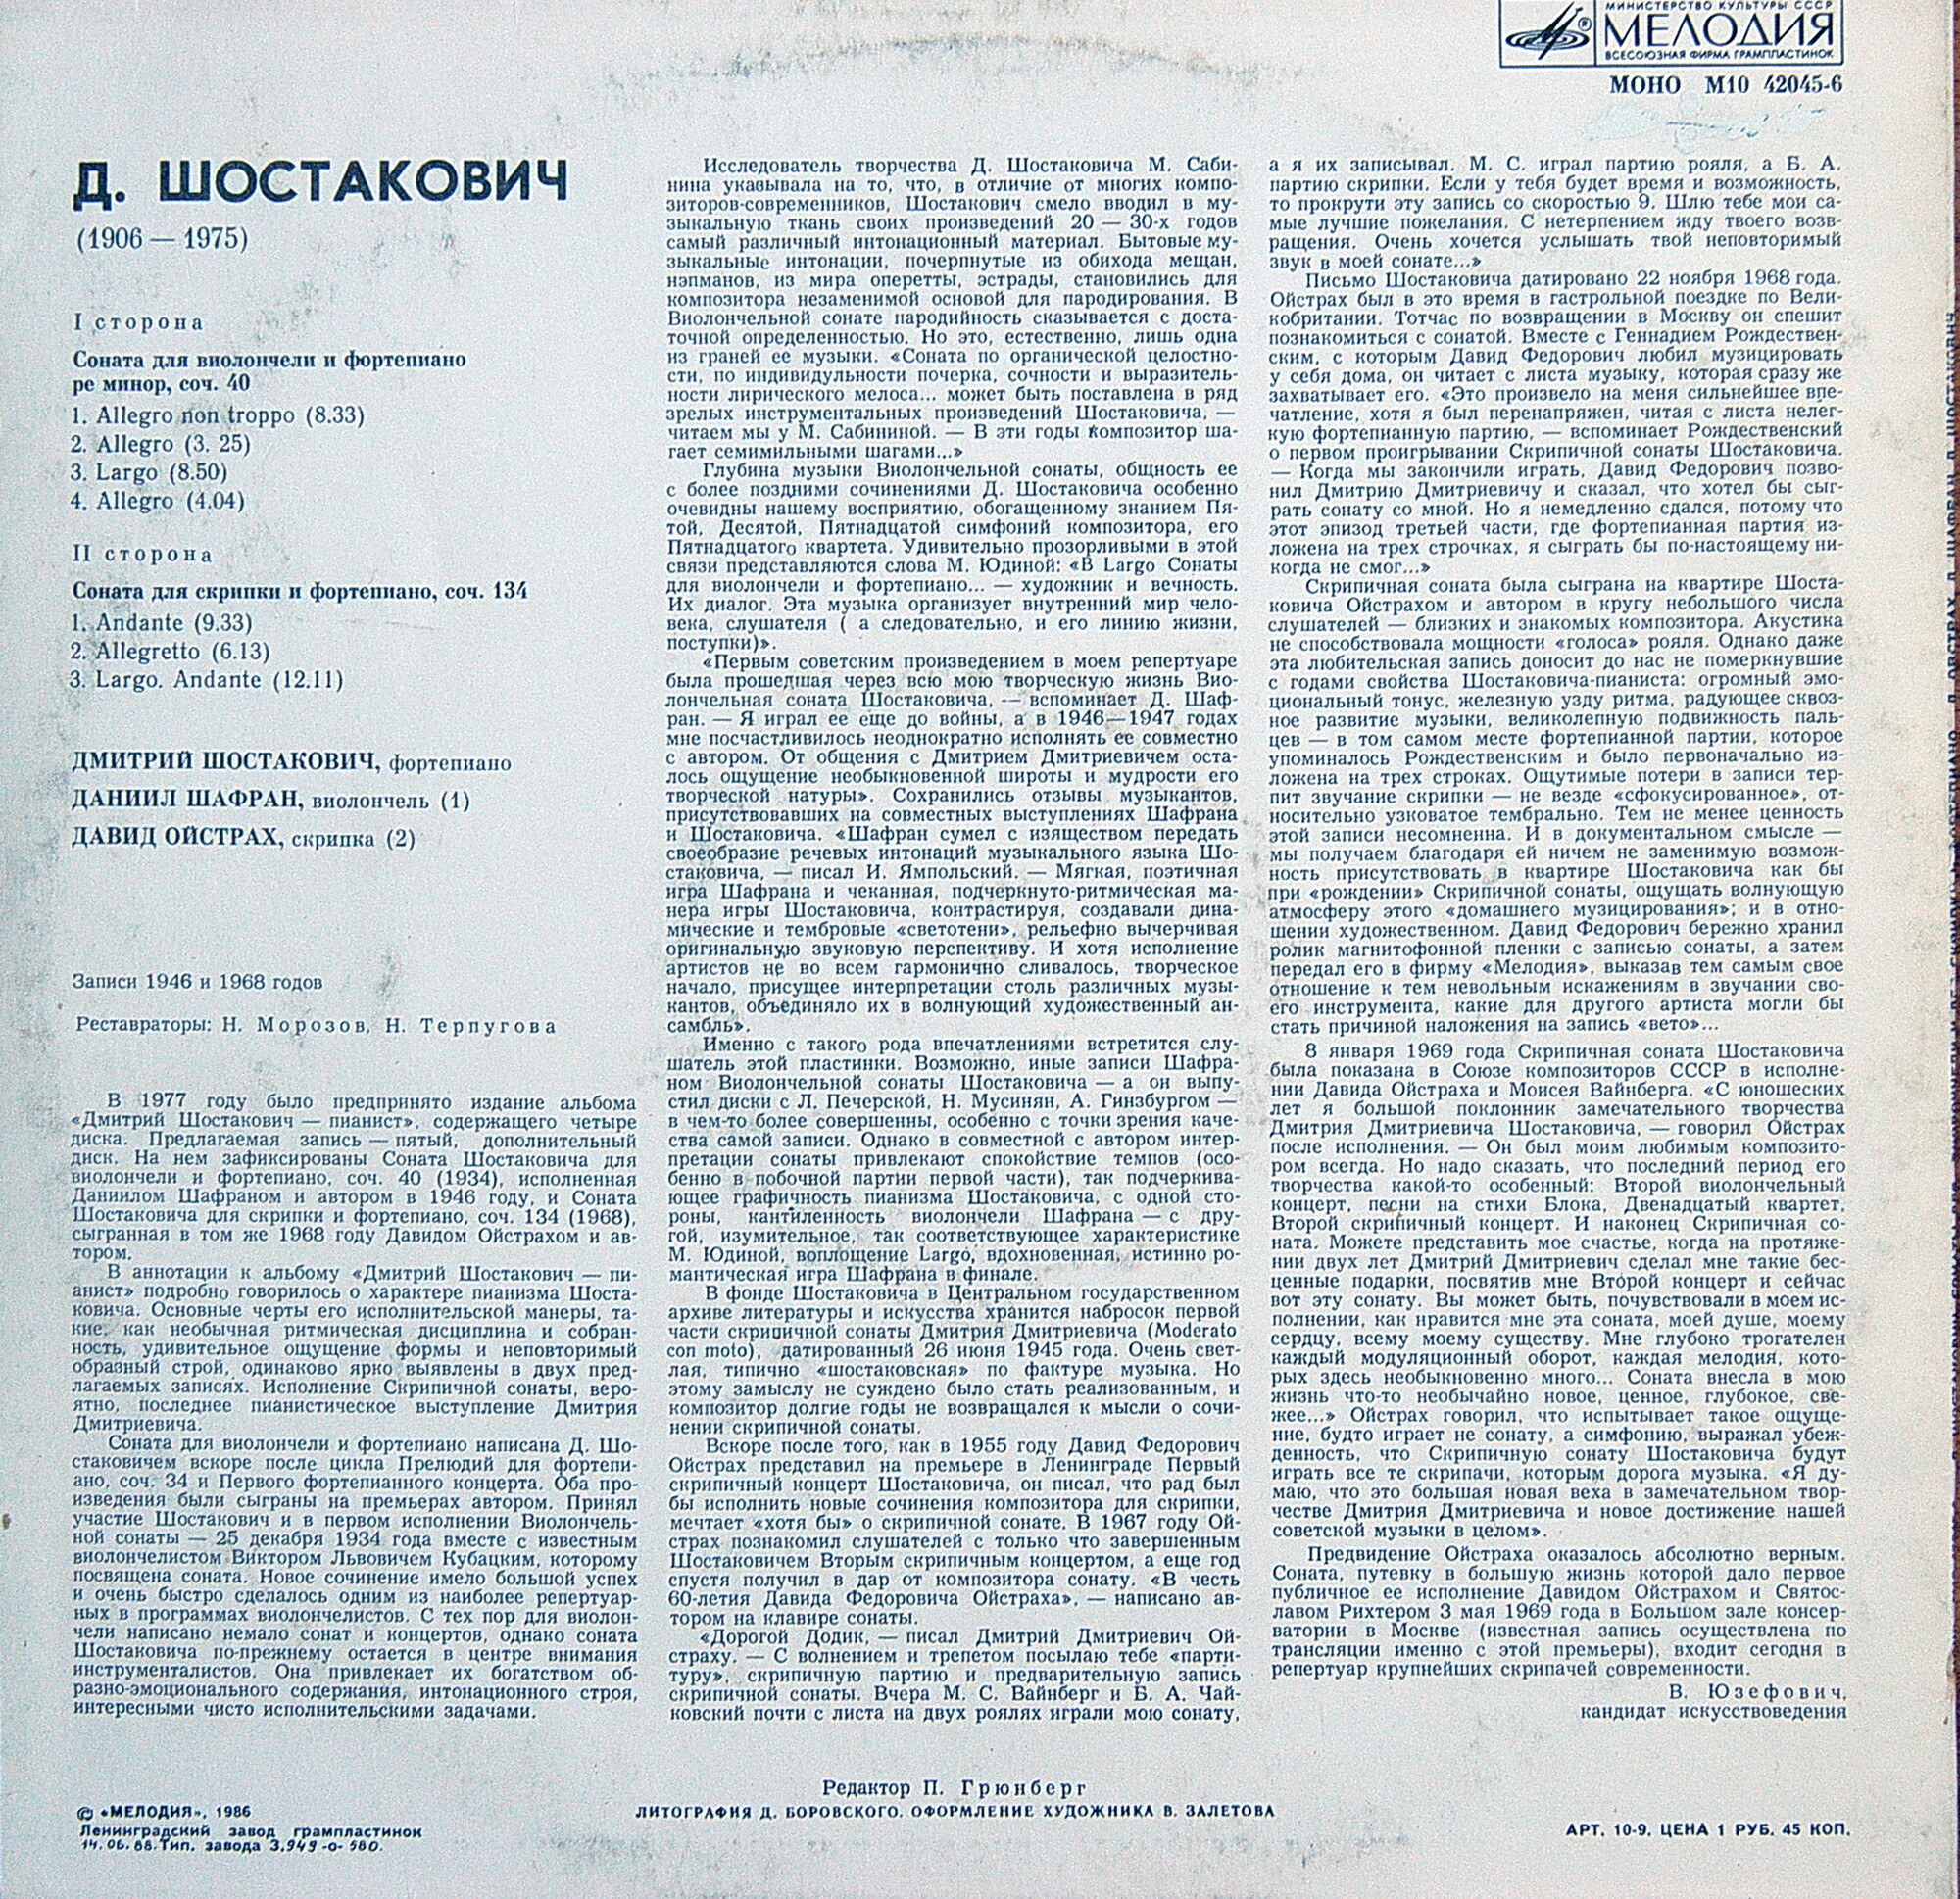 МИНИСТЕРСТВО КУЛЬТУРЫ СССР
МЕЛОДИЯ
ВСЕСОЮЗНАЯ ФИРМА ГРАМПЛАСТИНОК
МОНО М10 42045-6
Д. ШОСТАКОВИЧ
(1906 — 1975)
I сторона
Соната для виолончели и фортепиано
ре минор, соч. 40
1. Allegro non troppo (8.33)
2. Allegro (3. 25)
3. Largo (8.50)
4. Allegro (4.04)
II сторона
Соната для скрипки и фортепиано, соч. 134
1. Andante (9.33)
2. Allegretto (6.13)
3. Largo. Andante (12.11)
ДМИТРИЙ ШОСТАКОВИЧ, фортепиано
ДАНИИЛ ШАФРАН, виолончель (1)
ДАВИД ОЙСТРАХ, скрипка (2)
Записи 1946 и 1968 годов
Реставраторы: Н. Морозов, Н. Терпугова
В 1977 году было предпринято издание альбома
«Дмитрий Шостакович — пианист», содержащего четыре
диска. Предлагаемая запись — пятый, дополнительный
диск. На нем зафиксированы Соната Шостаковича для
виолончели и фортепиано, соч. 40 (1934), исполненная
Даниилом Шафраном и автором в 1946 году, и Соната
Шостаковича для скрипки и фортепиано, соч. 134 (1968),
сыгранная в том же 1968 году Давидом Ойстрахом и ав-
тором.
В аннотации к альбому «Дмитрий Шостакович — пи-
анист» подробно говорилось о характере пианизма Шоста-
ковича. Основные черты его исполнительской манеры, та-
кие, как необычная ритмическая дисциплина и собран-
ность, удивительное ощущение формы и неповторимый
образный строй, одинаково ярко выявлены в двух пред-
лагаемых записях. Исполнение Скрипичной сонаты, веро-
ятно, последнее пианистическое выступление Дмитрия
Дмитриевича.
Соната для виолончели и фортепиано написана Д. Шо-
стаковичем вскоре после цикла Прелюдий для фортепи-
ано, соч. 34 и Первого фортепианного концерта. Оба про-
изведения были сыграны на премьерах автором. Принял
участие Шостакович и в первом исполнении Виолончель-
ной сонаты — 25 декабря 1934 года вместе с известным
виолончелистом Виктором Львовичем Кубацким, которому
посвящена соната. Новое сочинение имело большой успех
и очень быстро сделалось одним из наиболее репертуар-
ных в программах виолончелистов. С тех пор для виолон-
чели написано немало сонат и концертов, однако соната
Шостаковича по-прежнему остается в центре внимания
инструменталистов. Она привлекает их богатством об-
разно-эмоционального содержания, интонационного строя,
интересными чисто исполнительскими задачами.
Исследователь творчества Д. Шостаковича М. Саби-
нина указывала на то, что, в отличие от многих компо-
зиторов-современников, Шостакович смело вводил в му-
зыкальную ткань своих произведений 20 — 30-х годов
самый различный интонационный материал. Бытовые му-
зыкальные интонации, почерпнутые из обихода мещан,
нэпманов, из мира оперетты, эстрады, становились для
композитора незаменимой основой для пародирования. В
Виолончельной сонате пародийность сказывается с доста-
точной определенностью. Но это, естественно, лишь одна
из граней ее музыки. «Соната по органической целостно-
сти, по индивидульности почерка, сочности и выразитель-
ности лирического мелоса... может быть поставлена в ряд
зрелых инструментальных произведений Шостаковича, —
читаем мы у М. Сабининой. — В эти годы композитор ша-
гает семимильными шагами...»
Глубина музыки Виолончельной сонаты, общность ее
с более поздними сочинениями Д. Шостаковича особенно
очевидны нашему восприятию, обогащенному знанием Пя-
той, Десятой, Пятнадцатой симфоний композитора, его
Пятнадцатого квартета. Удивительно прозорливыми в этой
связи представляются слова М. Юдиной: «В Largo Сонаты
для виолончели и фортепиано... — художник и вечность.
Их диалог. Эта музыка организует внутренний мир чело-
века, слушателя ( а следовательно, и его линию жизни,
поступки)».
«Первым советским произведением в моем репертуаре
была прошедшая через всю мою творческую жизнь Вио-
лончельная соната Шостаковича, — вспоминает Д. Шаф-
ран. — Я играл ее еще до войны, а в 1946—1947 годах
мне посчастливилось неоднократно исполнять ее совместно
с автором. От общения с Дмитрием Дмитриевичем оста-
лось ощущение необыкновенной широты и мудрости его
творческой натуры». Сохранились отзывы музыкантов,
присутствовавших на совместных выступлениях Шафрана
и Шостаковича. «Шафран сумел с изяществом передать
своеобразие речевых интонаций музыкального языка Шо-
стаковича, — писал И. Ямпольский. — Мягкая, поэтичная
игра Шафрана и чеканная, подчеркнуто-ритмическая ма-
нера игры Шостаковича, контрастируя, создавали дина-
мические и тембровые «светотени», рельефно вычерчивая
оригинальную звуковую перспективу. И хотя исполнение
артистов не во всем гармонично сливалось, творческое
начало, присущее интерпретации столь различных музы-
кантов, объединяло их в волнующий художественный ан-
самбль».
Именно с такого рода впечатлениями встретится слу-
шатель этой пластинки. Возможно, иные записи Шафра-
ном Виолончельной сонаты Шостаковича — а он выпу-
стил диски с Л. Печерской, Н. Мусинян, А. Гинзбургом —
в чем-то более совершенны, особенно с точки зрения каче-
ства самой записи. Однако в совместной с автором интер-
претации сонаты привлекают спокойствие темпов (осо-
бенно в побочной партии первой части), так подчеркива-
ющее графичность пианизма Шостаковича, с одной сто-
роны, кантиленность виолончели Шафрана — с дру-
гой, изумительное, так соответствующее характеристике
М. Юдиной, воплощение Largo, вдохновенная, истинно ро-
мантическая игра Шафрана в финале.
В фонде Шостаковича в Центральном государственном
архиве литературы и искусства хранится набросок первой
части скрипичной сонаты Дмитрия Дмитриевича (Moderato
con moto), датированный 26 июня 1945 года. Очень свет-
лая, типично «шостаковская» по фактуре музыка. Но
этому замыслу не суждено было стать реализованным, и
композитор долгие годы не возвращался к мысли о сочи-
нении скрипичной сонаты.
Вскоре после того, как в 1955 году Давид Федорович
Ойстрах представил на премьере в Ленинграде Первый
скрипичный концерт Шостаковича, он писал, что рад был
бы исполнить новые сочинения композитора для скрипки,
мечтает «хотя бы» о скрипичной сонате. В 1967 году Ой-
страх познакомил слушателей с только что завершенным
Шостаковичем Вторым скрипичным концертом, а еще год
спустя получил в дар от композитора сонату. «В честь
60-летия Давида Федоровича Ойстраха», — написано ав-
тором на клавире сонаты.
«Дорогой Додик, — писал Дмитрий Дмитриевич Ой-
страху. — С волнением и трепетом посылаю тебе «парти-
туру», скрипичную партию и предварительную запись
скрипичной сонаты. Вчера М. С. Вайнберг и Б. А. Чай-
ковский почти с листа на двух роялях играли мою сонату,
а я их записывал. М. С. играл партию рояля, а Б. А.
партию скрипки. Если у тебя будет время и возможность,
то прокрути эту запись со скоростью 9. Шлю тебе мои са-
мые лучшие пожелания. С нетерпением жду твоего возв-
ращения. Очень хочется услышать твой неповторимый
звук в моей сонате...»
Письмо Шостаковича датировано 22 ноября 1968 года.
Ойстрах был в это время в гастрольной поездке по Вели-
кобритании. Тотчас по возвращении в Москву он спешит
познакомиться с сонатой. Вместе с Геннадием Рождествен-
ским, с которым Давид Федорович любил музицировать
у себя дома, он читает с листа музыку, которая сразу же
захватывает его. «Это произвело на меня сильнейшее впе-
чатление, хотя я был перенапряжен, читая с листа нелег-
кую фортепианную партию, — вспоминает Рождественский
о первом проигрывании Скрипичной сонаты Шостаковича.
— Когда мы закончили играть, Давид Федорович позво-
нил Дмитрию Дмитриевичу и сказал, что хотел бы сыг-
рать сонату со мной. Но я немедленно сдался, потому что
этот эпизод третьей части, где фортепианная партия из-
ложена на трех строчках, я сыграть бы по-настоящему ни-
когда не смог...»
Скрипичная соната была сыграна на квартире Шоста-
ковича Ойстрахом и автором в кругу небольшого числа
слушателей — близких и знакомых композитора. Акустика
не способствовала мощности «голоса» рояля. Однако даже
эта любительская запись доносит до нас не померкнувшие
с годами свойства Шостаковича-пианиста: огромный эмо-
циональный тонус, железную узду ритма, радующее сквоз-
ное развитие музыки, великолепную подвижность паль-
цев — в том самом месте фортепианной партии, которое
упоминалось Рождественским и было первоначально из-
ложена на трех строках. Ощутимые потери в записи тер-
пит звучание скрипки — не везде «сфокусированное», от-
носительно узковатое тембрально. Тем не менее ценность
этой записи несомненна. И в документальном смысле —
мы получаем благодаря ей ничем не заменимую возмож-
ность присутствовать в квартире Шостаковича как бы
при «рождении» Скрипичной сонаты, ощущать волнующую
атмосферу этого «домашнего музицирования»; и в отно-
шении художественном. Давид Федорович бережно хранил
ролик магнитофонной пленки с записью сонаты, а затем
передал его в фирму «Мелодия», выказав тем самым свое
отношение к тем невольным искажениям в звучании сво-
его инструмента, какие для другого артиста могли бы
стать причиной наложения на запись «вето»...
8 января 1969 года Скрипичная соната Шостаковича
была показана в Союзе композиторов СССР в исполне-
нии Давида Ойстраха и Моисея Вайнберга. «С юношеских
лет я большой поклонник замечательного творчества
Дмитрия Дмитриевича Шостаковича, — говорил Ойстрах
после исполнения. — Он был моим любимым композито-
ром всегда. Но надо сказать, что последний период его
творчества какой-то особенный: Второй виолончельный
концерт, песни на стихи Блока, Двенадцатый квартет,
Второй скрипичный концерт. И наконец Скрипичная со-
ната. Можете представить мое счастье, когда на протяже-
нии двух лет Дмитрий Дмитриевич сделал мне такие бес-
ценные подарки, посвятив мне Второй концерт и сейчас
вот эту сонату. Вы может быть, почувствовали в моем ис-
полнении, как нравится мне эта соната, моей душе, моему
сердцу, всему моему существу. Мне глубоко трогателен
каждый модуляционный оборот, каждая мелодия, кото-
рых здесь необыкновенно много... Соната внесла в мою
жизнь что-то необычайно новое, ценное, глубокое, све-
жее...» Ойстрах говорил, что испытывает такое ощуще-
ние, будто играет не сонату, а симфонию, выражал убеж-
денность, что Скрипичную сонату Шостаковича будут
играть все те скрипачи, которым дорога музыка. «Я ду-
маю, что это большая новая веха в замечательном твор-
честве Дмитрия Дмитриевича и новое достижение нашей
советской музыки в целом».
Предвидение Ойстраха оказалось абсолютно верным.
Соната, путевку в большую жизнь которой дало первое
публичное ее исполнение Давидом Ойстрахом и Святос-
лавом Рихтером 3 мая 1969 года в Большом зале консер-
ватории в Москве (известная запись осуществлена по
трансляции именно с этой премьеры), входит сегодня в
репертуар крупнейших скрипачей современности.
В. Юзефович,
кандидат искусствоведения
Редактор П. Грюнберг
ЛИТОГРАФИЯ Д. БОРОВСКОГО. ОФОРМЛЕНИЕ ХУДОЖНИКА В. ЗАЛЕТОВА
© «МЕЛОДИЯ», 1986
Ленинградский завод грампластинок
14.06.88. Тип. завода З.949-о-980.
АРТ. 10-9. ЦЕНА 1 РУБ. 45 КОП.